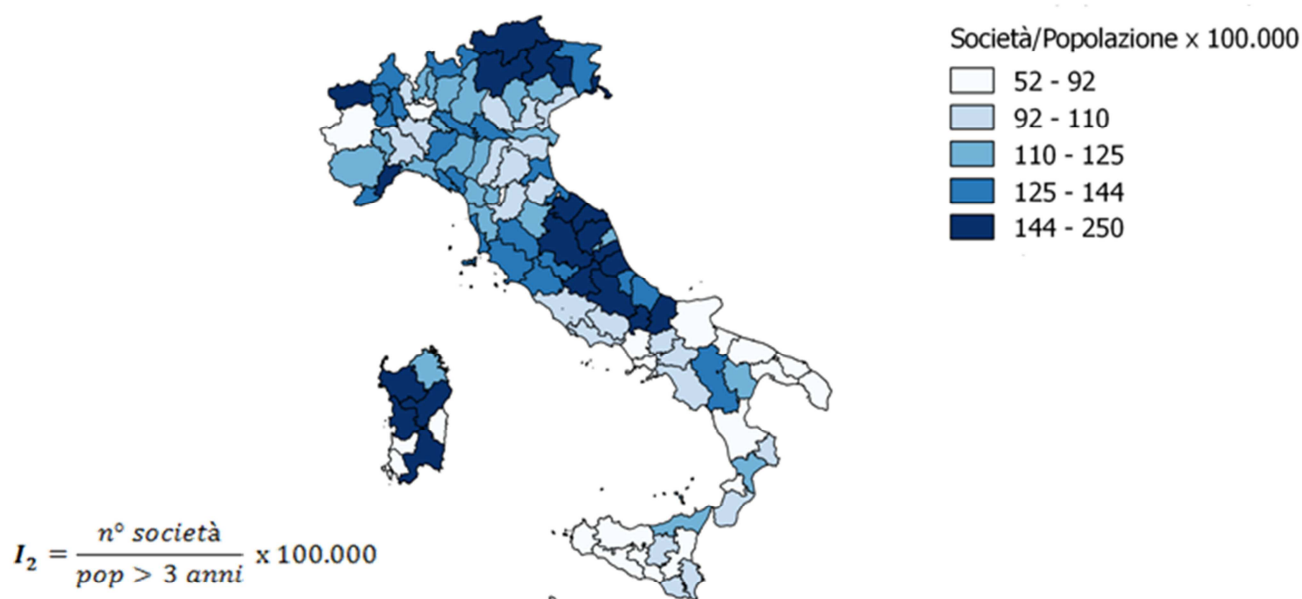 Società/Popolazione x 100.000
52 - 92
92 - 110
110 - 125
125 - 144
144 - 250
I₂ = n° società / pop > 3 anni x 100.000